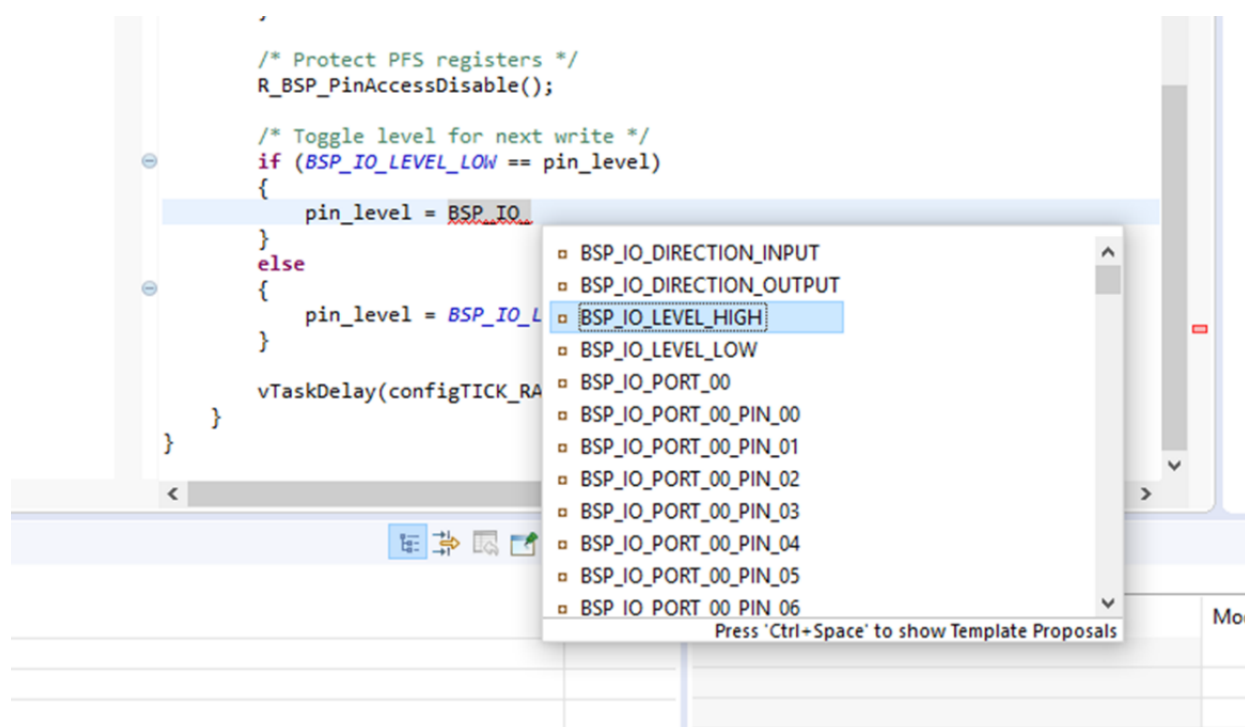 }
/* Protect PFS registers */
R_BSP_PinAccessDisable();
/* Toggle level for next write */
if (BSP_IO_LEVEL_LOW == pin_level)
{
pin_level = BSP_IO_
}
else
{
pin_level = BSP_IO_L
}
vTaskDelay(configTICK_RA
}
}
BSP_IO_DIRECTION_INPUT
BSP_IO_DIRECTION_OUTPUT
BSP_IO_LEVEL_HIGH
BSP_IO_LEVEL_LOW
BSP_IO_PORT_00
BSP_IO_PORT_00_PIN_00
BSP_IO_PORT_00_PIN_01
BSP_IO_PORT_00_PIN_02
BSP_IO_PORT_00_PIN_03
BSP_IO_PORT_00_PIN_04
BSP_IO_PORT_00_PIN_05
BSP_IO_PORT_00_PIN_06
Press 'Ctrl+Space' to show Template Proposals